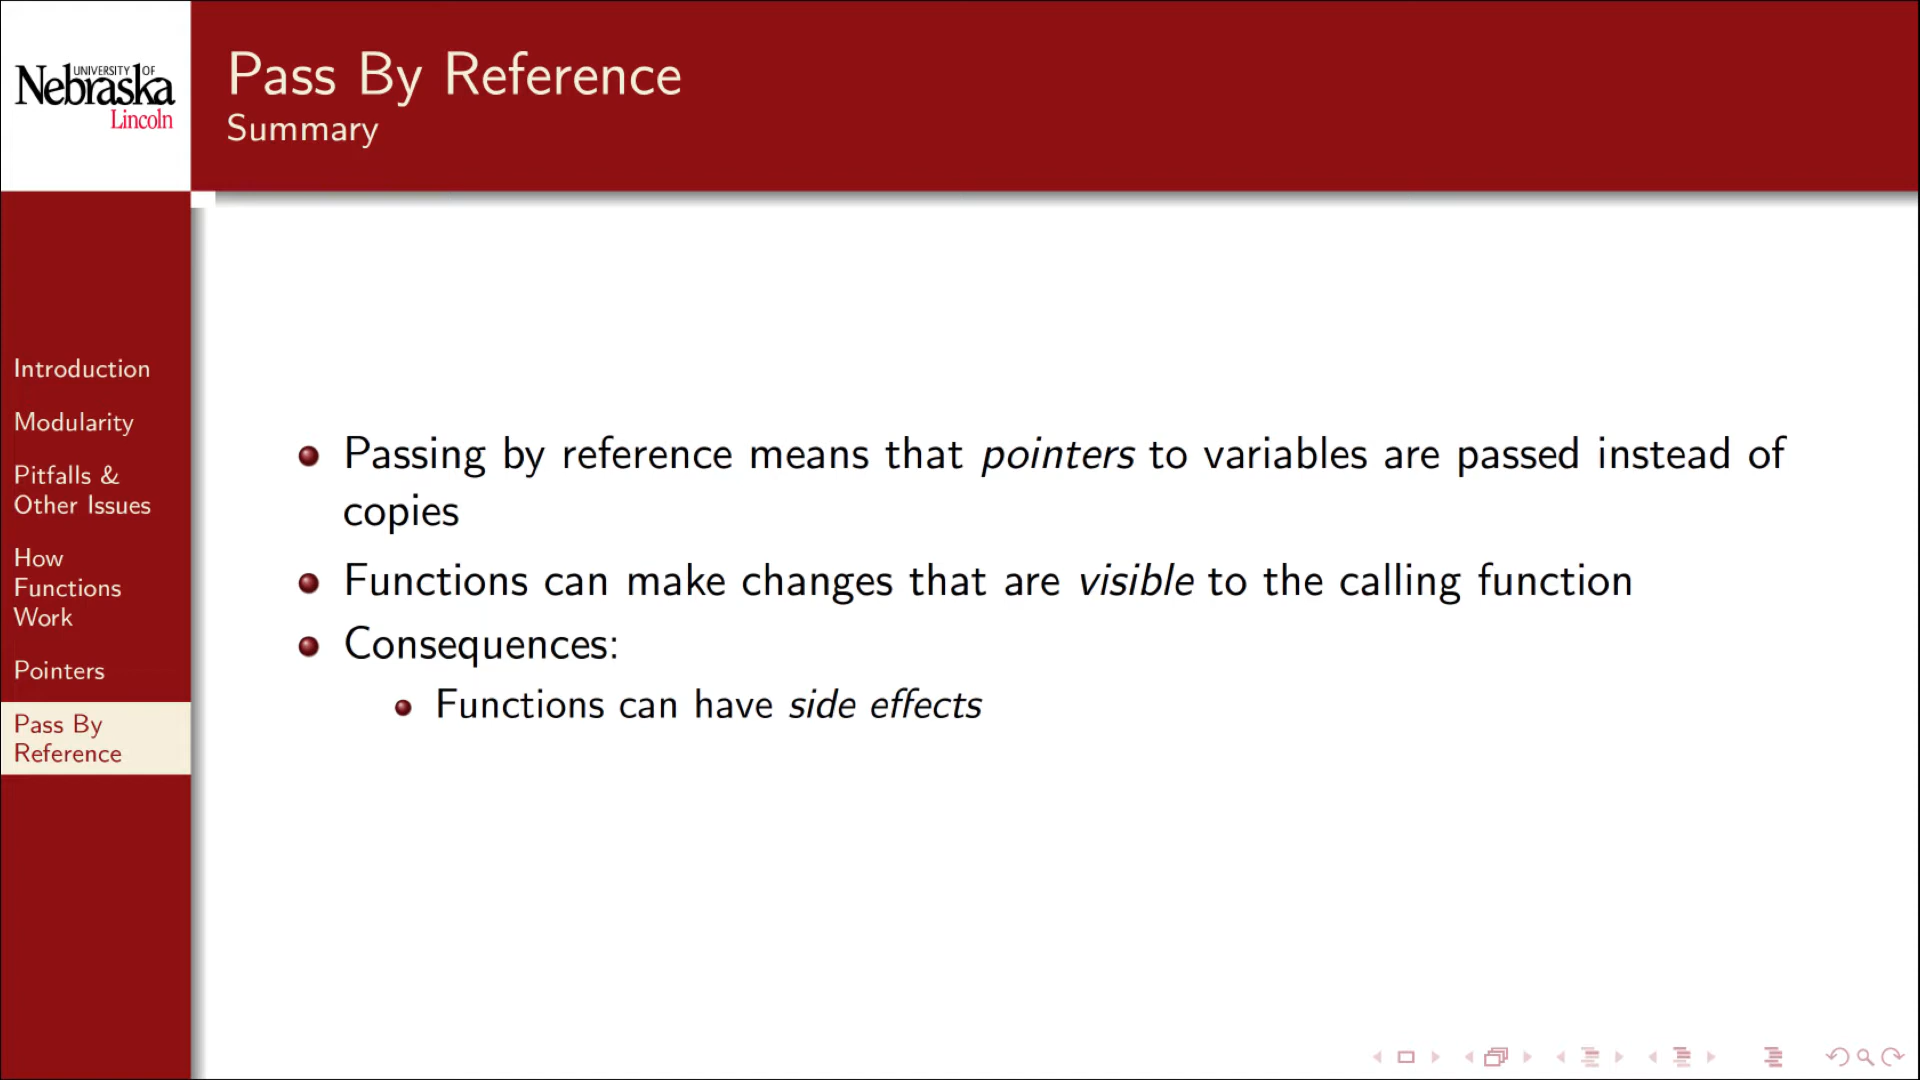 UNIVERSITY OF
Nebraska
Lincoln
Pass By Reference
Summary
Introduction
Modularity
Pitfalls &
Other Issues
How
Functions
Work
Pointers
Pass By
Reference
Passing by reference means that pointers to variables are passed instead of
copies
Functions can make changes that are visible to the calling function
Consequences:
Functions can have side effects